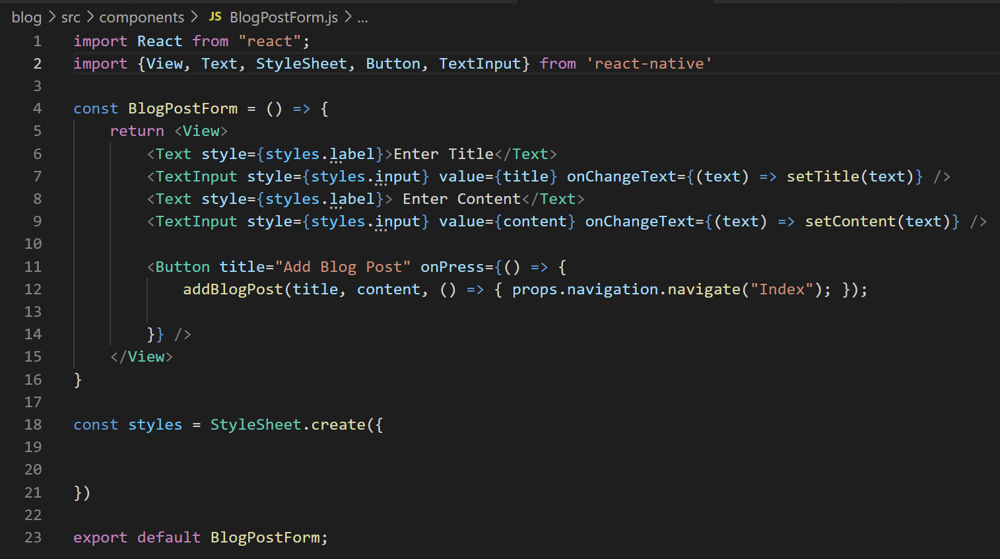 blog > src > components > JS BlogPostForm.js > ...
1 import React from "react";
2 import {View, Text, StyleSheet, Button, TextInput} from 'react-native'
3
4 const BlogPostForm = () => {
5     return <View>
6         <Text style={styles.label}>Enter Title</Text>
7         <TextInput style={styles.input} value={title} onChangeText={(text) => setTitle(text)} />
8         <Text style={styles.label}> Enter Content</Text>
9         <TextInput style={styles.input} value={content} onChangeText={(text) => setContent(text)} />
10
11         <Button title="Add Blog Post" onPress={() => {
12             addBlogPost(title, content, () => { props.navigation.navigate("Index"); });
13
14         }} />
15     </View>
16 }
17
18 const styles = StyleSheet.create({
19
20
21 })
22
23 export default BlogPostForm;